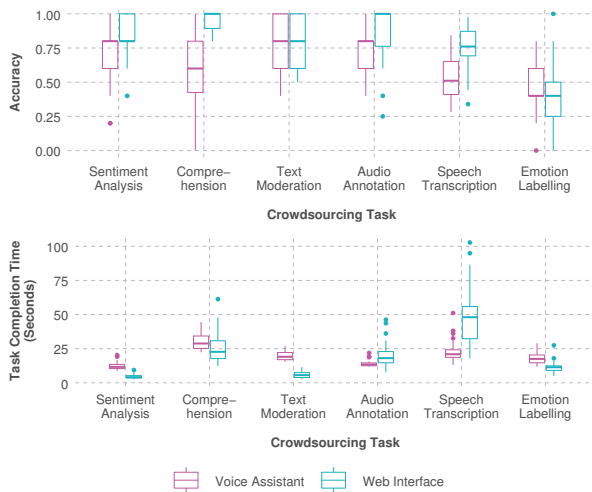 Accuracy
1.00
0.75
0.50
0.25
0.00
Sentiment Analysis
Compre–hension
Text Moderation
Audio Annotation
Speech Transcription
Emotion Labelling
Crowdsourcing Task
Task Completion Time
(Seconds)
100
75
50
25
0
Sentiment Analysis
Compre–hension
Text Moderation
Audio Annotation
Speech Transcription
Emotion Labelling
Crowdsourcing Task
Voice Assistant
Web Interface